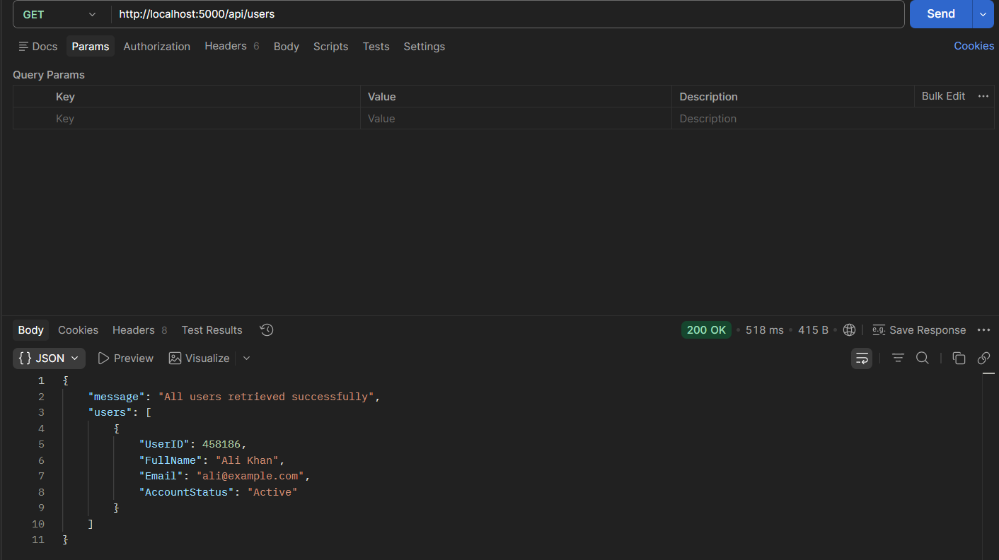 GET http://localhost:5000/api/users Send
Docs Params Authorization Headers 6 Body Scripts Tests Settings Cookies
Query Params
Key Value Description Bulk Edit
Key Value Description
Body Cookies Headers 8 Test Results 200 OK • 518 ms • 415 B • e.g. Save Response
{} JSON Preview Visualize
1 {
2 "message": "All users retrieved successfully",
3 "users": [
4 {
5 "UserID": 458186,
6 "FullName": "Ali Khan",
7 "Email": "ali@example.com",
8 "AccountStatus": "Active"
9 }
10 ]
11 }